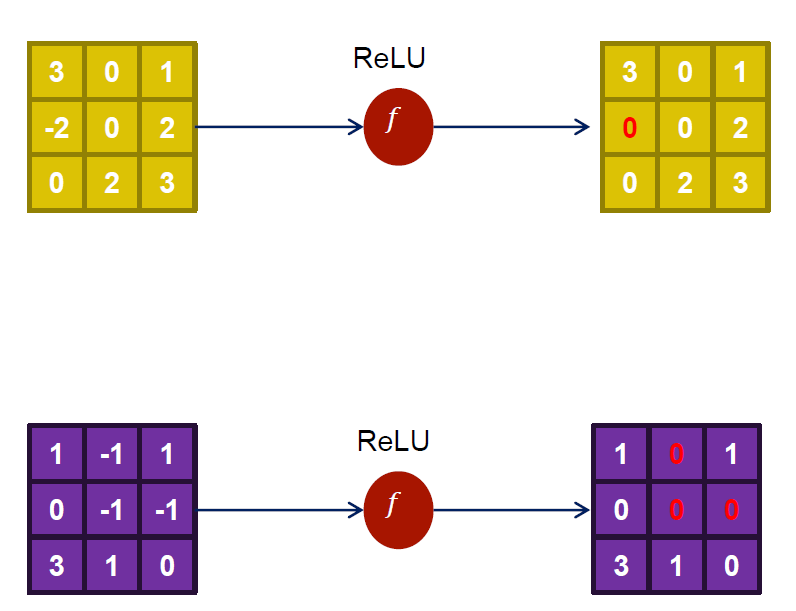 ReLU
3 0 1 3 0 1
-2 0 2 f 0 0 2
0 2 3 0 2 3
ReLU
1 -1 1 1 0 1
0 -1 -1 f 0 0 0
3 1 0 3 1 0